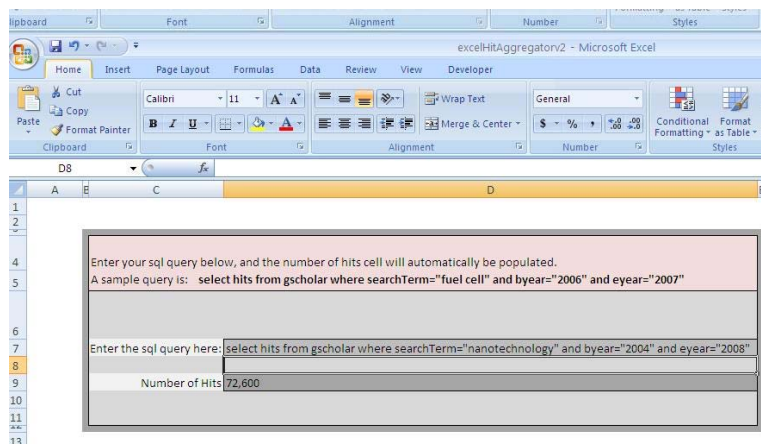 lipboard Font Alignment Number Styles
excelHitAggregatorv2 - Microsoft Excel
Home Insert Page Layout Formulas Data Review View Developer
Cut
Copy
Format Painter
Paste
Calibri 11 A A
B I U A
Wrap Text
Merge & Center
General
$ % , .0 .00 .00 .0
Conditional Formatting
Format as Table
Clipboard Font Alignment Number Styles
D8 fx
A B C D
1
2
4 Enter your sql query below, and the number of hits cell will automatically be populated.
5 A sample query is: select hits from gscholar where searchTerm="fuel cell" and byear="2006" and eyear="2007"
6
7 Enter the sql query here: select hits from gscholar where searchTerm="nanotechnology" and byear="2004" and eyear="2008"
8
9 Number of Hits 72,600
10
11
13